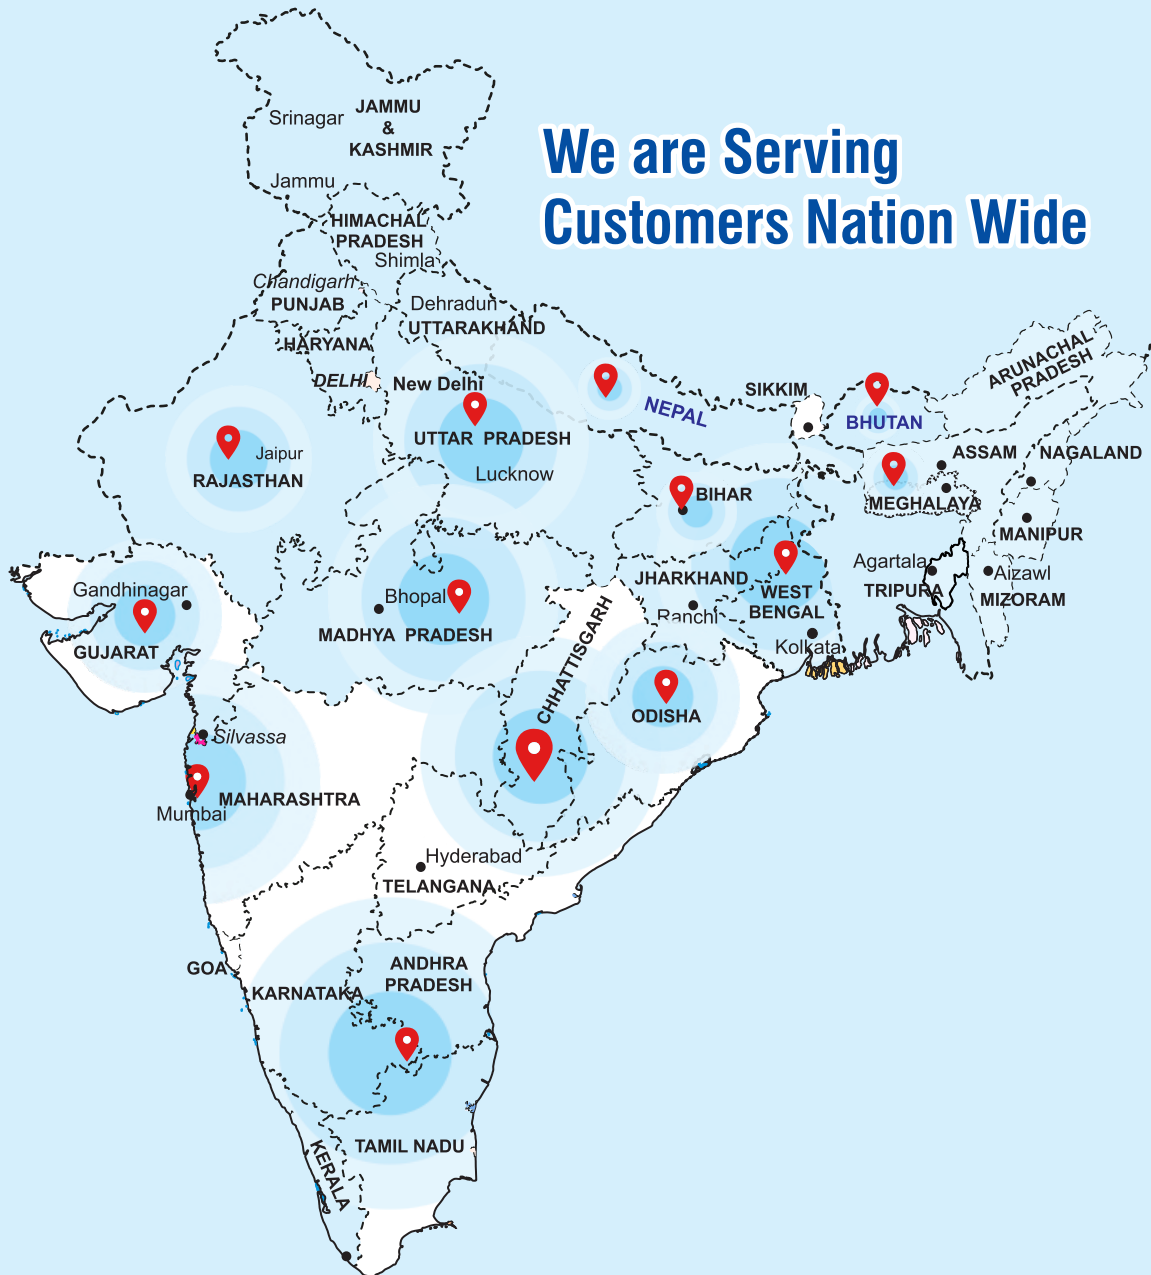 We are Serving
Customers Nation Wide
Srinagar
JAMMU
&
KASHMIR
Jammu
HIMACHAL
PRADESH
Shimla
Chandigarh
PUNJAB
Dehradun
UTTARAKHAND
HARYANA
DELHI
New Delhi
UTTAR PRADESH
Lucknow
NEPAL
SIKKIM
BHUTAN
ARUNACHAL
PRADESH
ASSAM
NAGALAND
MEGHALAYA
MANIPUR
Jaipur
RAJASTHAN
BIHAR
Agartala
TRIPURA
Aizawl
MIZORAM
JHARKHAND
Ranchi
WEST
BENGAL
Kolkata
Gandhinagar
GUJARAT
Bhopal
MADHYA PRADESH
CHHATTISGARH
ODISHA
Silvassa
MAHARASHTRA
Mumbai
Hyderabad
TELANGANA
GOA
KARNATAKA
ANDHRA
PRADESH
TAMIL NADU
KERALA